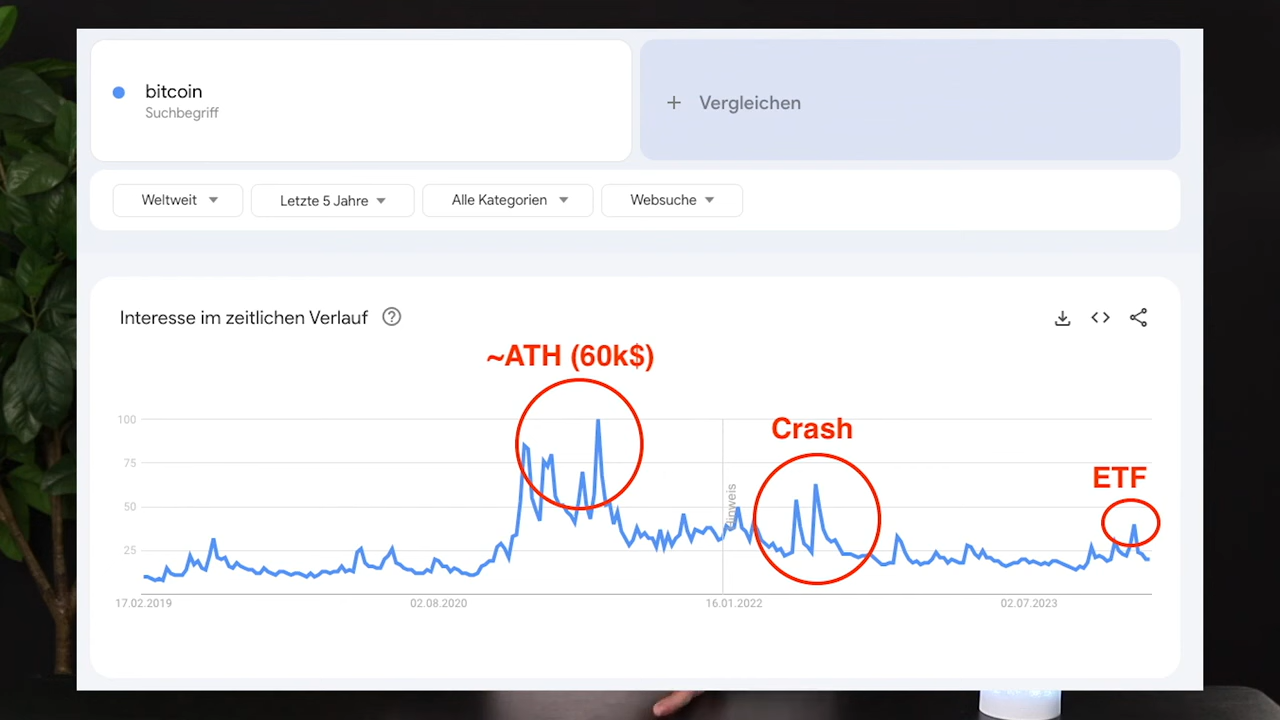 bitcoin
Suchbegriff
+ Vergleichen
Weltweit
Letzte 5 Jahre
Alle Kategorien
Websuche
Interesse im zeitlichen Verlauf
~ATH (60k$)
Crash
ETF
100
75
50
25
Hinweis
17.02.2019
02.08.2020
16.01.2022
02.07.2023